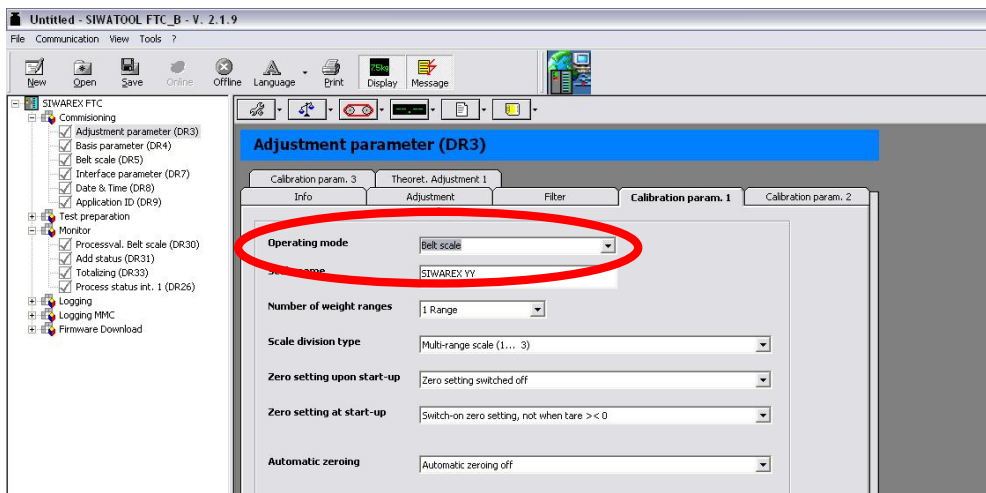 Untitled - SIWATOOL FTC_B - V. 2.1.9
File Communication View Tools ?
New Open Save Online Offline Language Print 75kg Display Message
SIWAREX FTC
Commisioning
Adjustment parameter (DR3)
Basis parameter (DR4)
Belt scale (DR5)
Interface parameter (DR7)
Date & Time (DR8)
Application ID (DR9)
Test preparation
Monitor
Processval. Belt scale (DR30)
Add status (DR31)
Totalizing (DR33)
Process status int. 1 (DR26)
Logging
Logging MMC
Firmware Download
Adjustment parameter (DR3)
Calibration param. 3 Theoret. Adjustment 1
Info Adjustment Filter Calibration param. 1 Calibration param. 2
Operating mode Belt scale
name SIWAREX YY
Number of weight ranges 1 Range
Scale division type Multi-range scale (1... 3)
Zero setting upon start-up Zero setting switched off
Zero setting at start-up Switch-on zero setting, not when tare >< 0
Automatic zeroing Automatic zeroing off